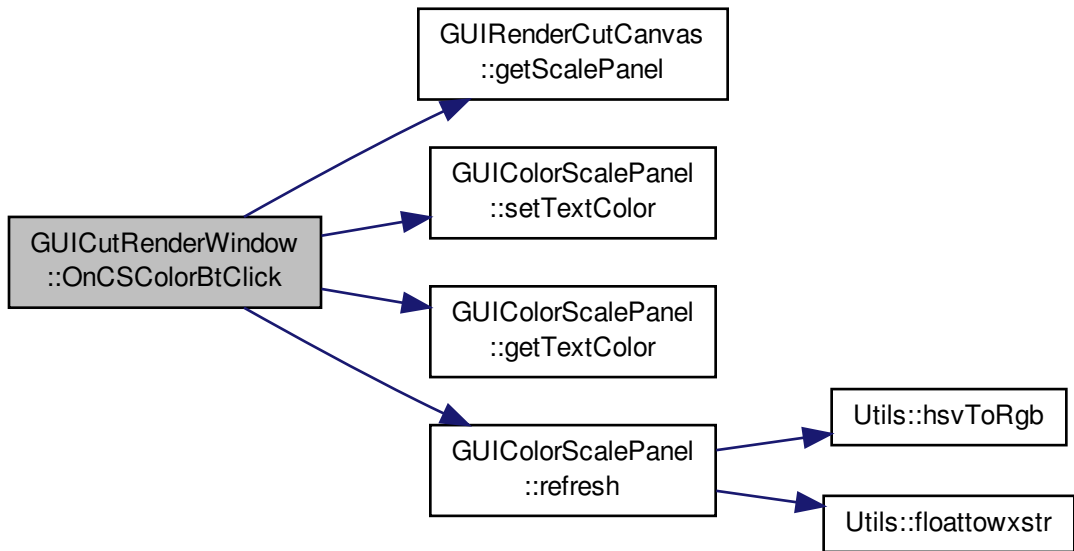 GUIRenderCutCanvas
::getScalePanel
GUIColorScalePanel
::setTextColor
GUICutRenderWindow
::OnCSColorBtClick
GUIColorScalePanel
::getTextColor
GUIColorScalePanel
::refresh
Utils::hsvToRgb
Utils::floattowxstr